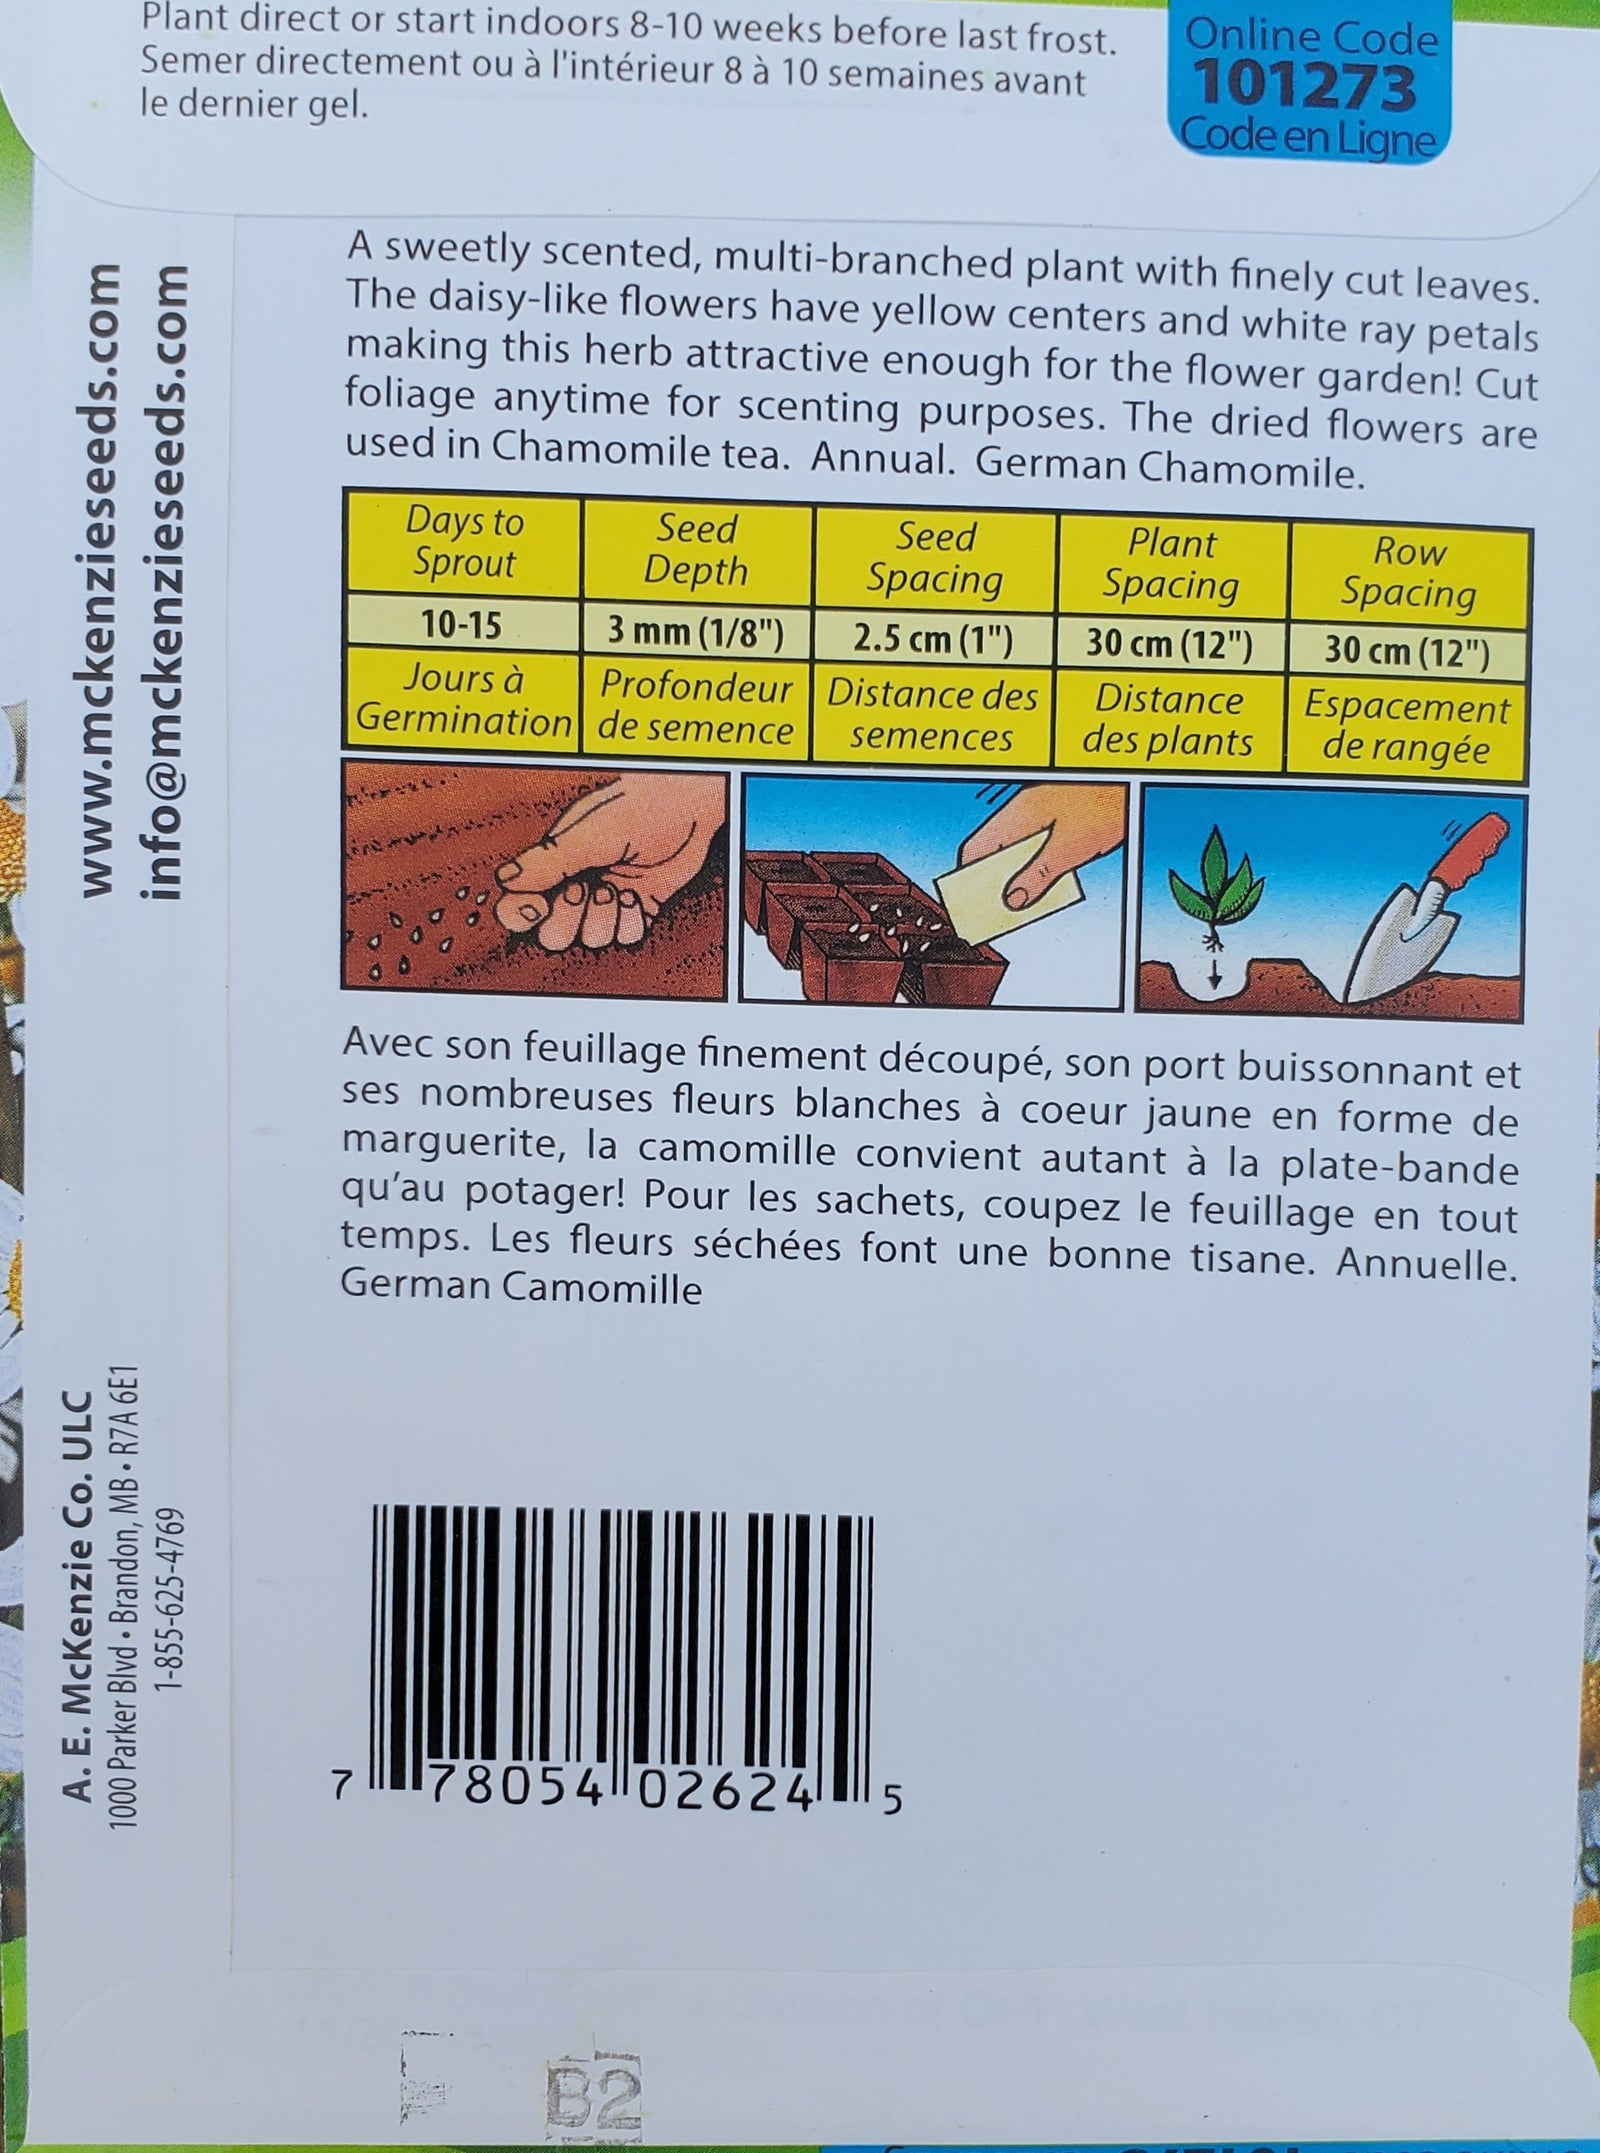 Plant direct or start indoors 8-10 weeks before last frost.
Semer directement ou à l'intérieur 8 à 10 semaines avant
le dernier gel.
Online Code
101273
Code en Ligne
www.mckenzieseeds.com
info@mckenzieseeds.com
A sweetly scented, multi-branched plant with finely cut leaves.
The daisy-like flowers have yellow centers and white ray petals
making this herb attractive enough for the flower garden! Cut
foliage anytime for scenting purposes. The dried flowers are
used in Chamomile tea. Annual. German Chamomile.
Days to
Sprout
10-15
Jours à
Germination
Seed
Depth
3 mm (1/8")
Profondeur
de semence
Seed
Spacing
2.5 cm (1")
Distance des
semences
Plant
Spacing
30 cm (12")
Distance
des plants
Row
Spacing
30 cm (12")
Espacement
de rangée
Avec son feuillage finement découpé, son port buissonnant et
ses nombreuses fleurs blanches à coeur jaune en forme de
marguerite, la camomille convient autant à la plate-bande
qu'au potager! Pour les sachets, coupez le feuillage en tout
temps. Les fleurs séchées font une bonne tisane. Annuelle.
German Camomille
A. E. McKenzie Co. ULC
1000 Parker Blvd • Brandon, MB • R7A 6E1
1-855-625-4769
7 78054 02624 5
B2